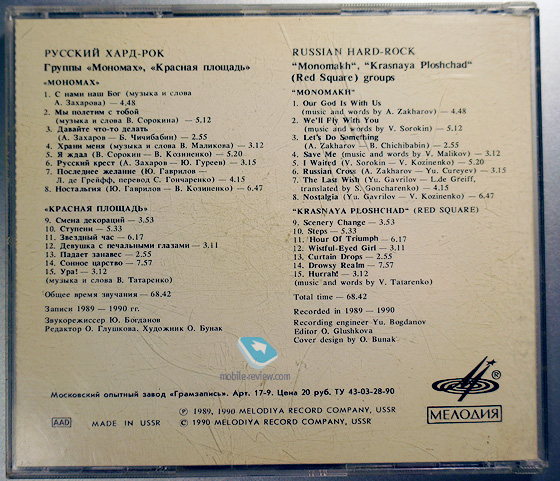 РУССКИЙ ХАРД-РОК
Группы «Мономах», «Красная площадь»
«МОНОМАХ»
1. С нами наш Бог (музыка и слова
А. Захарова) — 4.48
2. Мы полетим с тобой
(музыка и слова В. Сорокина) — 5.12
3. Давайте что-то делать
(А. Захаров — Б. Чичибабин) — 2.55
4. Храни меня (музыка и слова В. Маликова) — 3.12
5. Я ждал (В. Сорокин — В. Козиненко) — 5.20
6. Русский крест (А. Захаров — Ю. Гуреев) — 3.15
7. Последнее желание (Ю. Гаврилов —
Л. де Грейфф, перевод С. Гончаренко) — 4.15
8. Ностальгия (Ю. Гаврилов — В. Козиненко) — 6.47
«КРАСНАЯ ПЛОЩАДЬ»
9. Смена декораций — 3.53
10. Ступени — 5.33
11. Звездный час — 6.17
12. Девушка с печальными глазами — 3.11
13. Падает занавес — 2.55
14. Сонное царство — 7.57
15. Ура! — 3.12
(музыка и слова В. Татаренко)
Общее время звучания — 68.42
Записи 1989 — 1990 гг.
Звукорежиссер Ю. Богданов
Редактор О. Глушкова. Художник О. Бунак
RUSSIAN HARD-ROCK
"Monomakh", "Krasnaya Ploshchad"
(Red Square) groups
"MONOMAKH"
1. Our God Is With Us
(music and words by A. Zakharov) — 4.48
2. We'll Fly With You
(music and words by V. Sorokin) — 5.12
3. Let's Do Something
(A. Zakharov — B. Chichibabin) — 2.55
4. Save Me (music and words by V. Malikov) — 3.12
5. I Waited (V. Sorokin — V. Kozinenko) — 5.20
6. Russian Cross (A. Zakharov — Yu. Cureyev) — 3.15
7. The Last Wish (Yu. Gavrilov — L.de Greiff,
translated by S. Goncharenko) — 4.15
8. Nostalgia (Yu. Gavrilov — V. Kozinenko) — 6.47
"KRASNAYA PLOSHCHAD" (RED SQUARE)
9. Scenery Change — 3.53
10. Steps — 5.33
11. Hour of Triumph — 6.17
12. Wistful-Eyed Girl — 3.11
13. Curtain Drops — 2.55
14. Drowsy Realm — 7.57
15. Hurrah! — 3.12
(music and words by V. Tatarenko)
Total time — 68.42
Recorded in 1989 — 1990
Recording engineer Yu. Bogdanov
Editor O. Glushkova
Cover design by O. Bunak
mobile-review.com
Московский опытный завод «Грамзапись». Арт. 17-9. Цена 20 руб. ТУ 43-03-28-90
®
МЕЛОДИЯ
AAD MADE IN USSR
Ⓟ 1989, 1990 MELODIYA RECORD COMPANY, USSR
© 1990 MELODIYA RECORD COMPANY, USSR